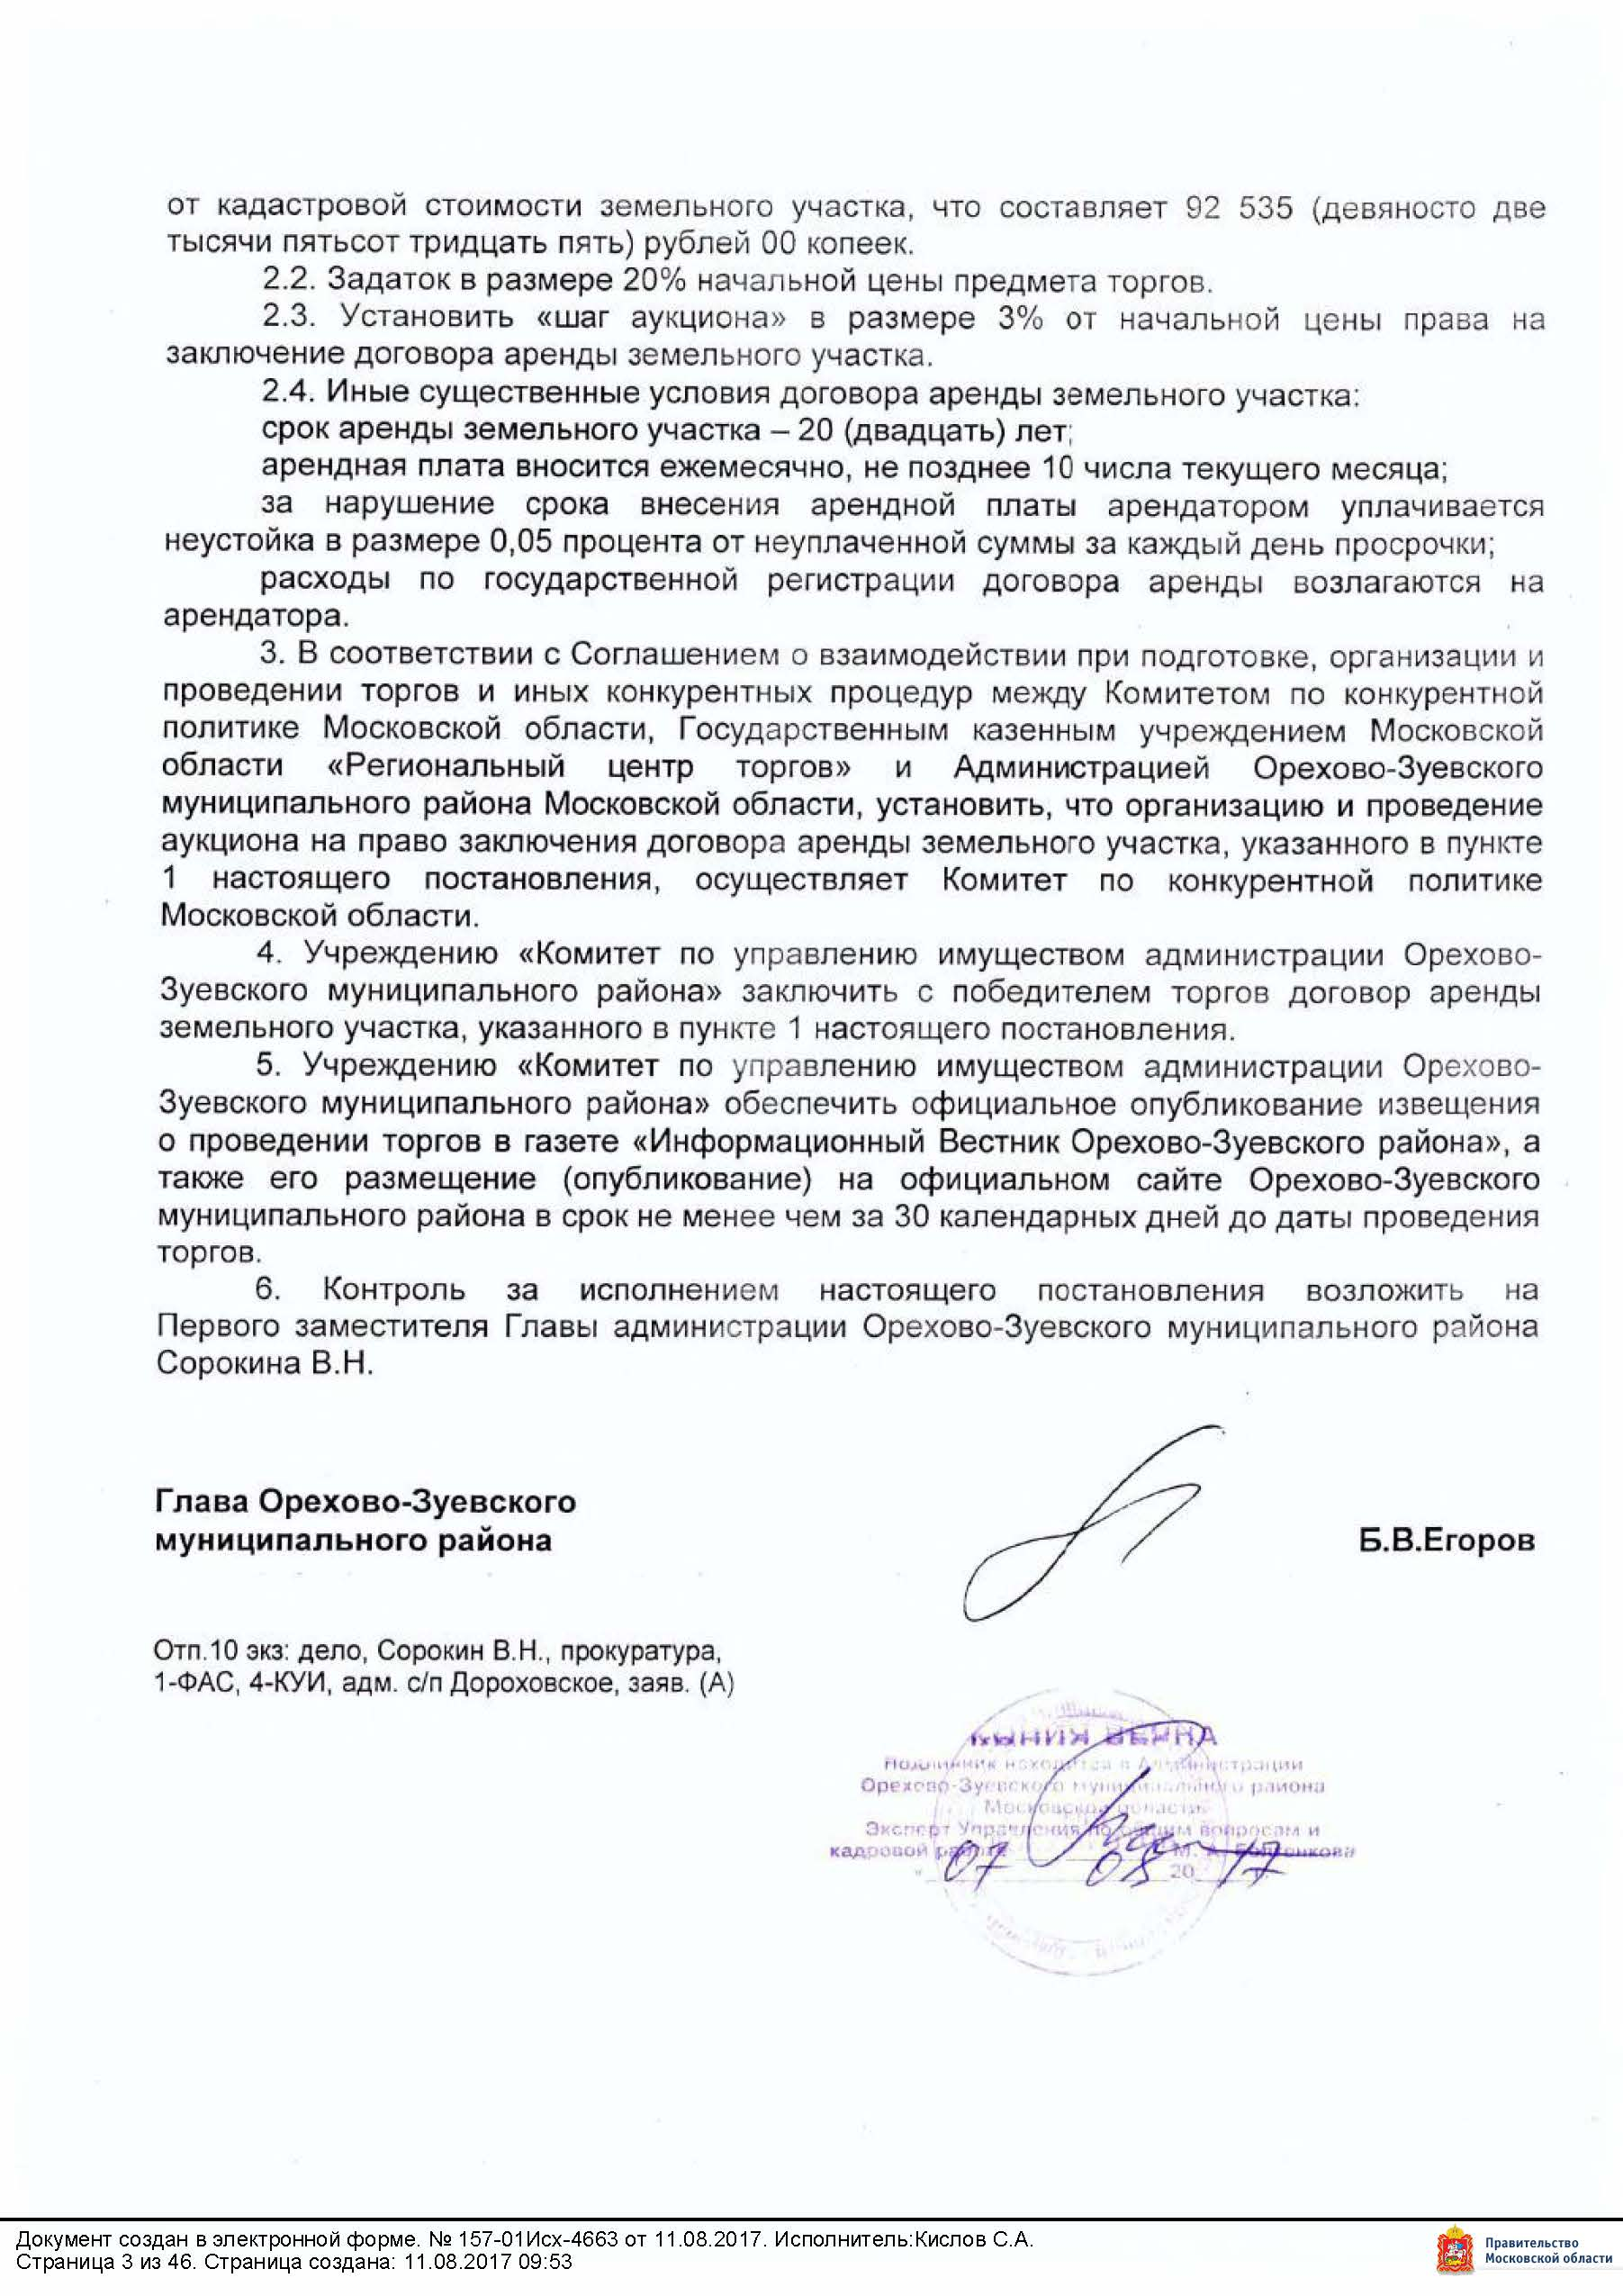 от кадастровой стоимости земельного участка, что составляет 92 535 (девяносто две
тысячи пятьсот тридцать пять) рублей 00 копеек.
2.2. Задаток в размере 20% начальной цены предмета торгов.
2.3. Установить «шаг аукциона» в размере 3% от начальной цены права на
заключение договора аренды земельного участка.
2.4. Иные существенные условия договора аренды земельного участка:
срок аренды земельного участка – 20 (двадцать) лет;
арендная плата вносится ежемесячно, не позднее 10 числа текущего месяца;
за нарушение срока внесения арендной платы арендатором уплачивается
неустойка в размере 0,05 процента от неуплаченной суммы за каждый день просрочки;
расходы по государственной регистрации договора аренды возлагаются на
арендатора.
3. В соответствии с Соглашением о взаимодействии при подготовке, организации и
проведении торгов и иных конкурентных процедур между Комитетом по конкурентной
политике Московской области, Государственным казенным учреждением Московской
области «Региональный центр торгов» и Администрацией Орехово-Зуевского
муниципального района Московской области, установить, что организацию и проведение
аукциона на право заключения договора аренды земельного участка, указанного в пункте
1 настоящего постановления, осуществляет Комитет по конкурентной политике
Московской области.
4. Учреждению «Комитет по управлению имуществом администрации Орехово-
Зуевского муниципального района» заключить с победителем торгов договор аренды
земельного участка, указанного в пункте 1 настоящего постановления.
5. Учреждению «Комитет по управлению имуществом администрации Орехово-
Зуевского муниципального района» обеспечить официальное опубликование извещения
о проведении торгов в газете «Информационный Вестник Орехово-Зуевского района», а
также его размещение (опубликование) на официальном сайте Орехово-Зуевского
муниципального района в срок не менее чем за 30 календарных дней до даты проведения
торгов.
6. Контроль за исполнением настоящего постановления возложить на
Первого заместителя Главы администрации Орехово-Зуевского муниципального района
Сорокина В.Н.
Глава Орехово-Зуевского
муниципального района
Б.В.Егоров
Отп.10 экз: дело, Сорокин В.Н., прокуратура,
1-ФАС, 4-КУИ, адм. с/п Дороховское, заяв. (А)
КОПИЯ ВЕРНА
Подлинник находится в Администрации
Орехово-Зуевского муниципального района
Московской области
Эксперт Управления по общим вопросам и
кадровой работе М. А.
07 08 20 17
Документ создан в электронной форме. № 157-01Исх-4663 от 11.08.2017. Исполнитель:Кислов С.А.
Страница 3 из 46. Страница создана: 11.08.2017 09:53
Правительство
Московской области